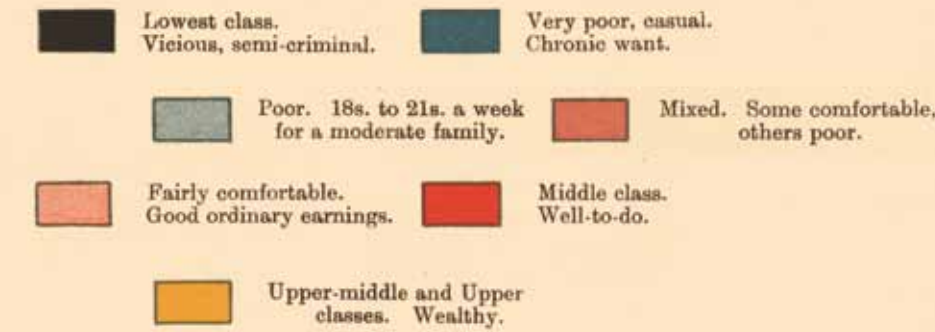 Lowest class.
Vicious, semi-criminal.
Very poor, casual.
Chronic want.
Poor. 18s. to 21s. a week
for a moderate family.
Mixed. Some comfortable,
others poor.
Fairly comfortable.
Good ordinary earnings.
Middle class.
Well-to-do.
Upper-middle and Upper
classes. Wealthy.